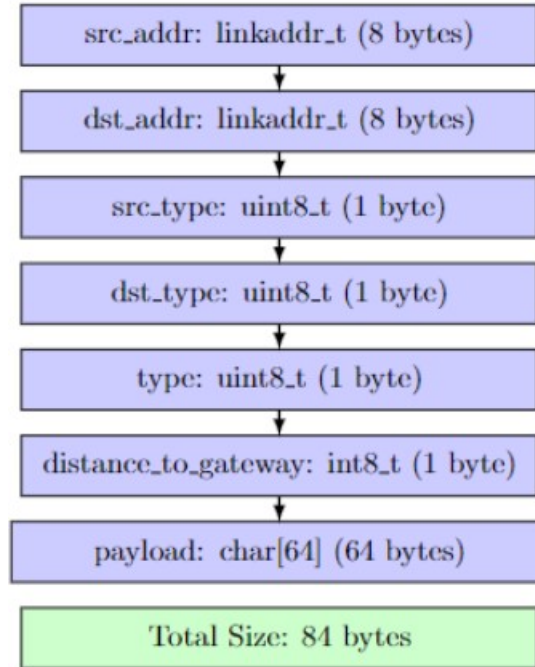 src_addr: linkaddr_t (8 bytes)
dst_addr: linkaddr_t (8 bytes)
src_type: uint8_t (1 byte)
dst_type: uint8_t (1 byte)
type: uint8_t (1 byte)
distance_to_gateway: int8_t (1 byte)
payload: char[64] (64 bytes)
Total Size: 84 bytes